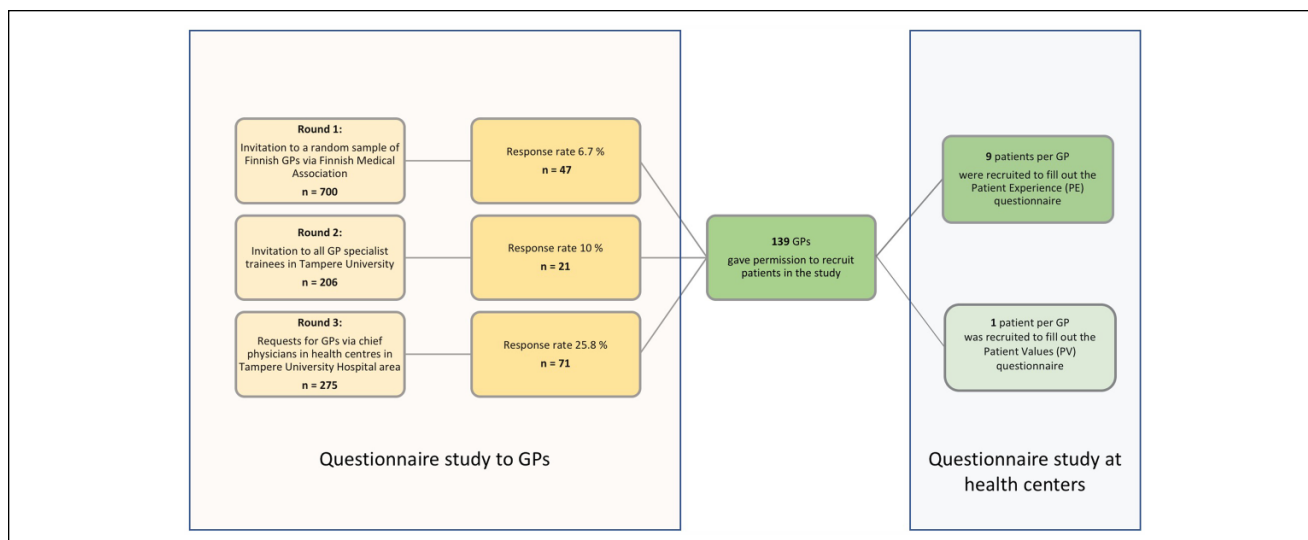 Round 1:
Invitation to a random sample of
Finnish GPs via Finnish Medical
Association
n = 700
Response rate 6.7 %
n = 47
Round 2:
Invitation to all GP specialist
trainees in Tampere University
n = 206
Response rate 10 %
n = 21
Round 3:
Requests for GPs via chief
physicians in health centres in
Tampere University Hospital area
n = 275
Response rate 25.8 %
n = 71
Questionnaire study to GPs
139 GPs
gave permission to recruit
patients in the study
9 patients per GP
were recruited to fill out the
Patient Experience (PE)
questionnaire
1 patient per GP
was recruited to fill out the
Patient Values (PV)
questionnaire
Questionnaire study at
health centers